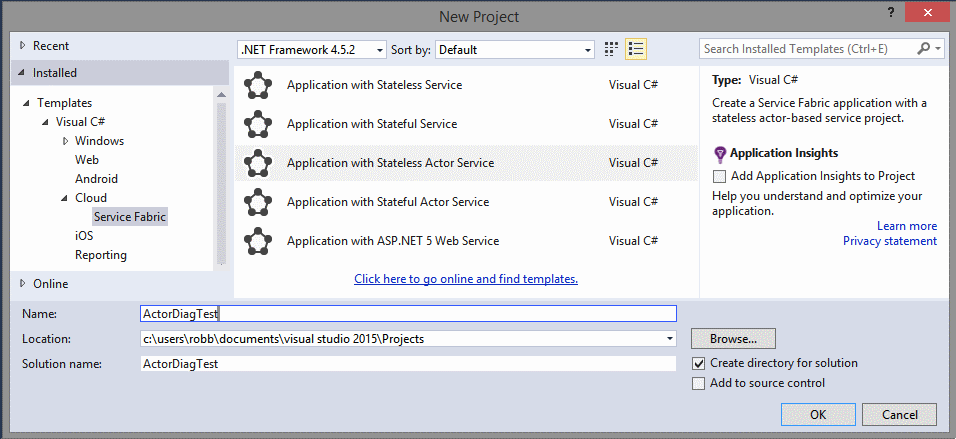 New Project
?
Recent
Installed
Templates
Visual C#
Windows
Web
Android
Cloud
Service Fabric
iOS
Reporting
Online
.NET Framework 4.5.2
Sort by: Default
Search Installed Templates (Ctrl+E)
Application with Stateless Service Visual C#
Application with Stateful Service Visual C#
Application with Stateless Actor Service Visual C#
Application with Stateful Actor Service Visual C#
Application with ASP.NET 5 Web Service Visual C#
Click here to go online and find templates.
Type: Visual C#
Create a Service Fabric application with a
stateless actor-based service project.
Application Insights
Add Application Insights to Project
Help you understand and optimize your
application.
Learn more
Privacy statement
Name: ActorDiagTest
Location: c:\users\robb\documents\visual studio 2015\Projects
Browse...
Solution name: ActorDiagTest
Create directory for solution
Add to source control
OK
Cancel